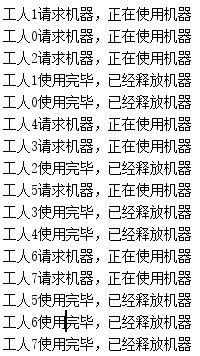 工人1请求机器，正在使用机器
工人0请求机器，正在使用机器
工人2请求机器，正在使用机器
工人1使用完毕，已经释放机器
工人0使用完毕，已经释放机器
工人4请求机器，正在使用机器
工人3请求机器，正在使用机器
工人2使用完毕，已经释放机器
工人5请求机器，正在使用机器
工人3使用完毕，已经释放机器
工人4使用完毕，已经释放机器
工人6请求机器，正在使用机器
工人7请求机器，正在使用机器
工人5使用完毕，已经释放机器
工人6使用完毕，已经释放机器
工人7使用完毕，已经释放机器